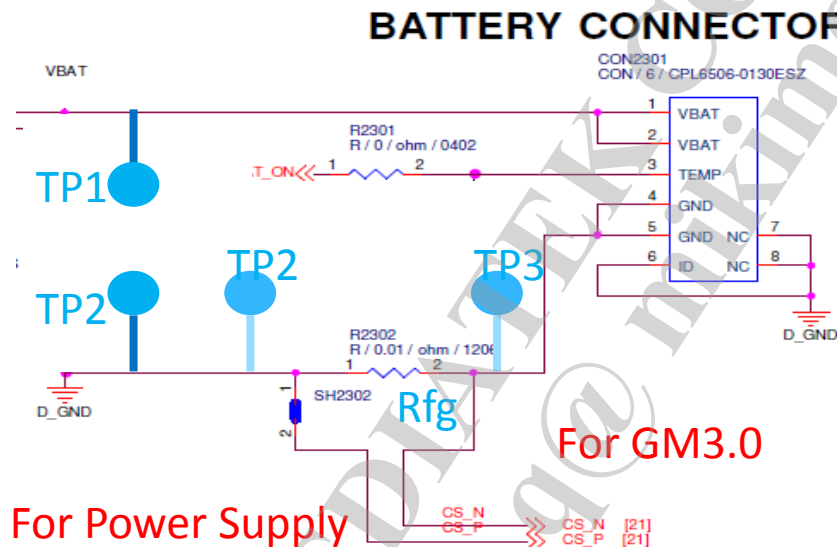 BATTERY CONNECTOR
CON2301
CON / 6 / CPL6506-0130ESZ
VBAT
1 VBAT
2 VBAT
3 TEMP
4 GND
5 GND NC 7
6 ID NC 8
R2301
R / 0 / ohm / 0402
1 2
AT_ON
TP1
TP2
TP2
TP3
D_GND
R2302
R / 0.01 / ohm / 1206
1 2
D_GND
SH2302
1
2
Rfg
For GM3.0
For Power Supply
CS_N CS_N [21]
CS_P CS_P [21]